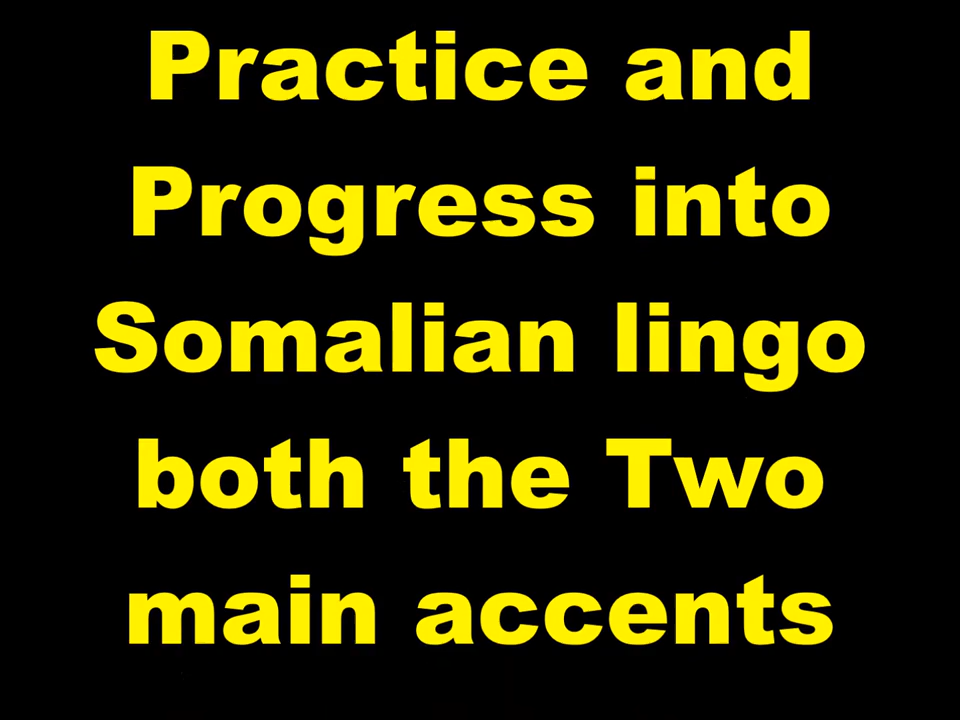 Practice and
Progress into
Somalian lingo
both the Two
main accents